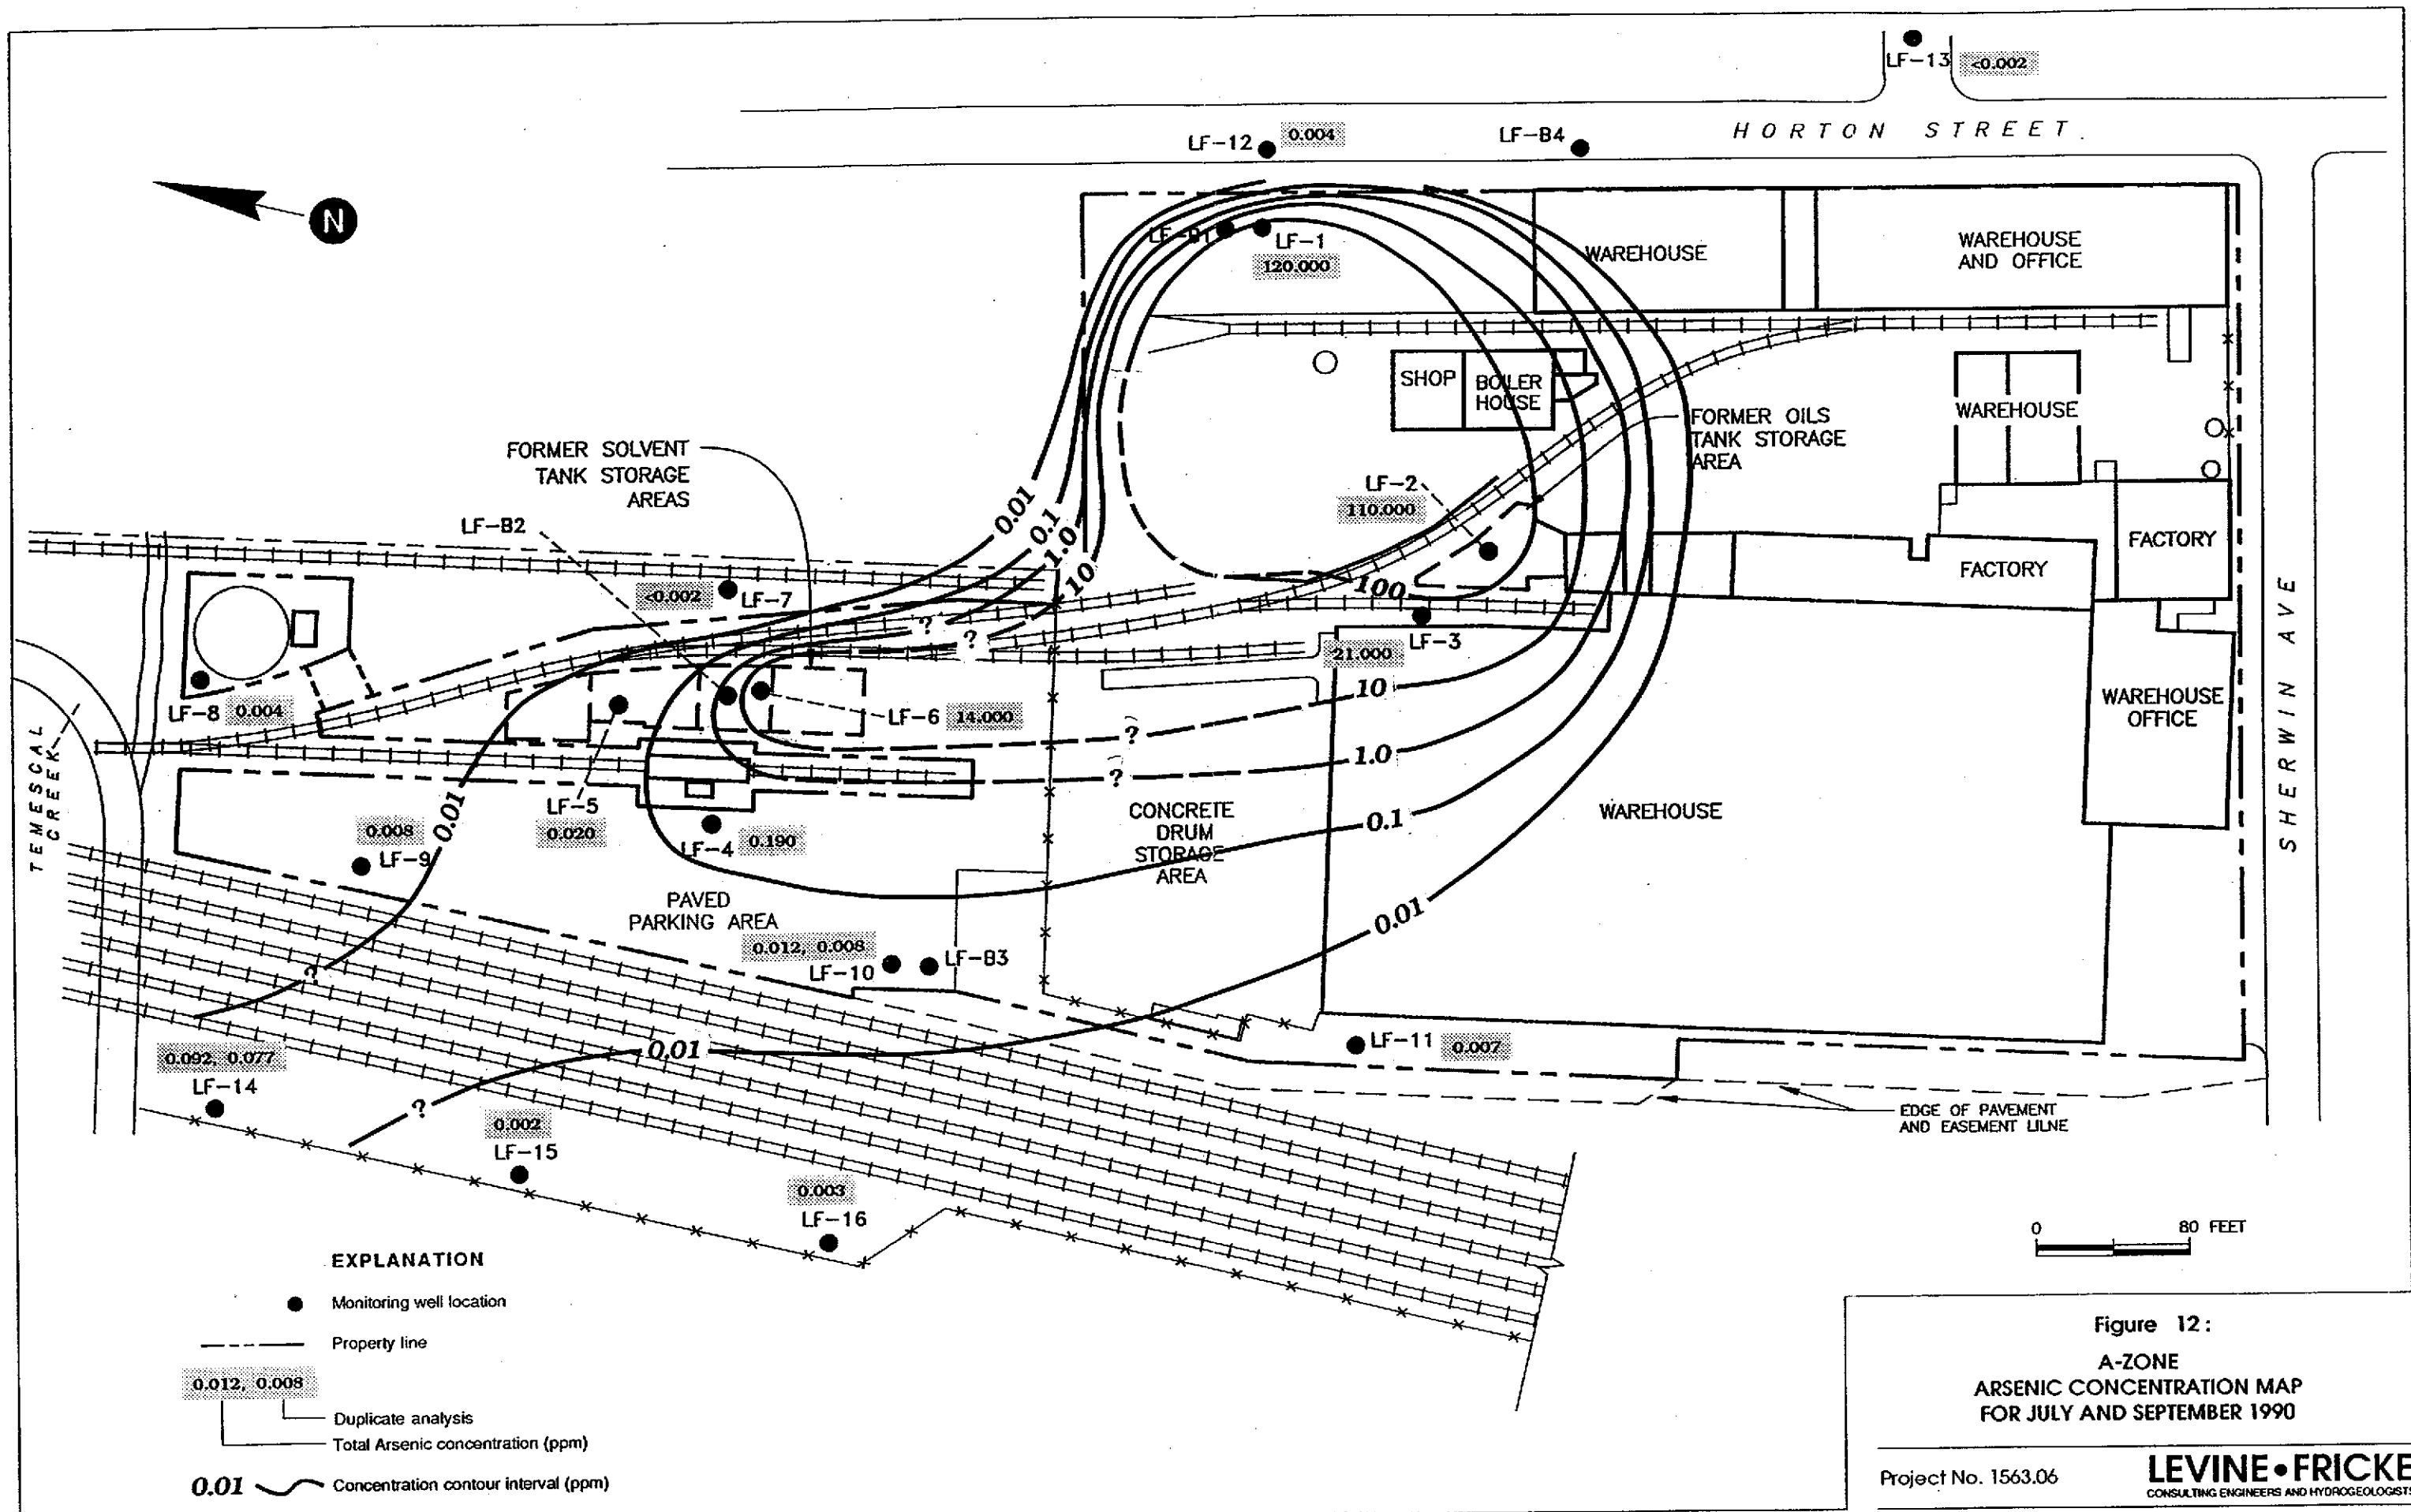 LF-13 <0.002
HORTON STREET
LF-12 0.004
LF-B4
N
LF-B1
LF-1
120.000
WAREHOUSE
WAREHOUSE
AND OFFICE
SHOP
BOILER
HOUSE
WAREHOUSE
FORMER OILS
TANK STORAGE
AREA
FORMER SOLVENT
TANK STORAGE
AREAS
LF-2
110.000
0.01
0.1
1.0
10
LF-B2
FACTORY
FACTORY
<0.002
LF-7
100
?
?
LF-3
21.000
LF-8 0.004
LF-6 14.000
10
?
1.0
?
WAREHOUSE
OFFICE
SHERWIN AVE
TEMESCAL
CREEK
0.01
LF-5
0.020
0.008
LF-9
LF-4 0.190
CONCRETE
DRUM
STORAGE
AREA
0.1
WAREHOUSE
PAVED
PARKING AREA
0.01
0.012, 0.008
LF-10
LF-B3
?
0.01
LF-11 0.007
0.092, 0.077
LF-14
?
0.002
LF-15
EDGE OF PAVEMENT
AND EASEMENT LILNE
0.003
LF-16
0 80 FEET
EXPLANATION
Monitoring well location
Property line
0.012, 0.008
Duplicate analysis
Total Arsenic concentration (ppm)
0.01 Concentration contour interval (ppm)
Figure 12:
A-ZONE
ARSENIC CONCENTRATION MAP
FOR JULY AND SEPTEMBER 1990
Project No. 1563.06
LEVINE•FRICKE
CONSULTING ENGINEERS AND HYDROGEOLOGISTS